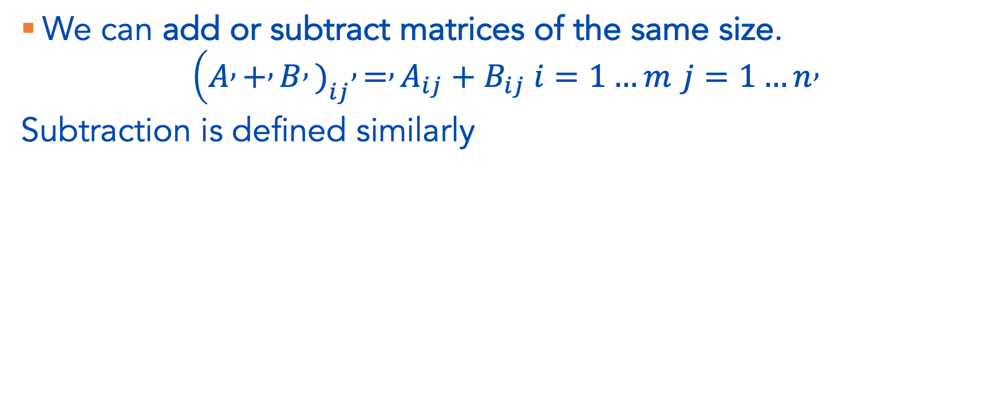 ▪ We can add or subtract matrices of the same size.
(A, +, B, )ij, =, Aij + Bij i = 1 … m j = 1 … n,
Subtraction is defined similarly